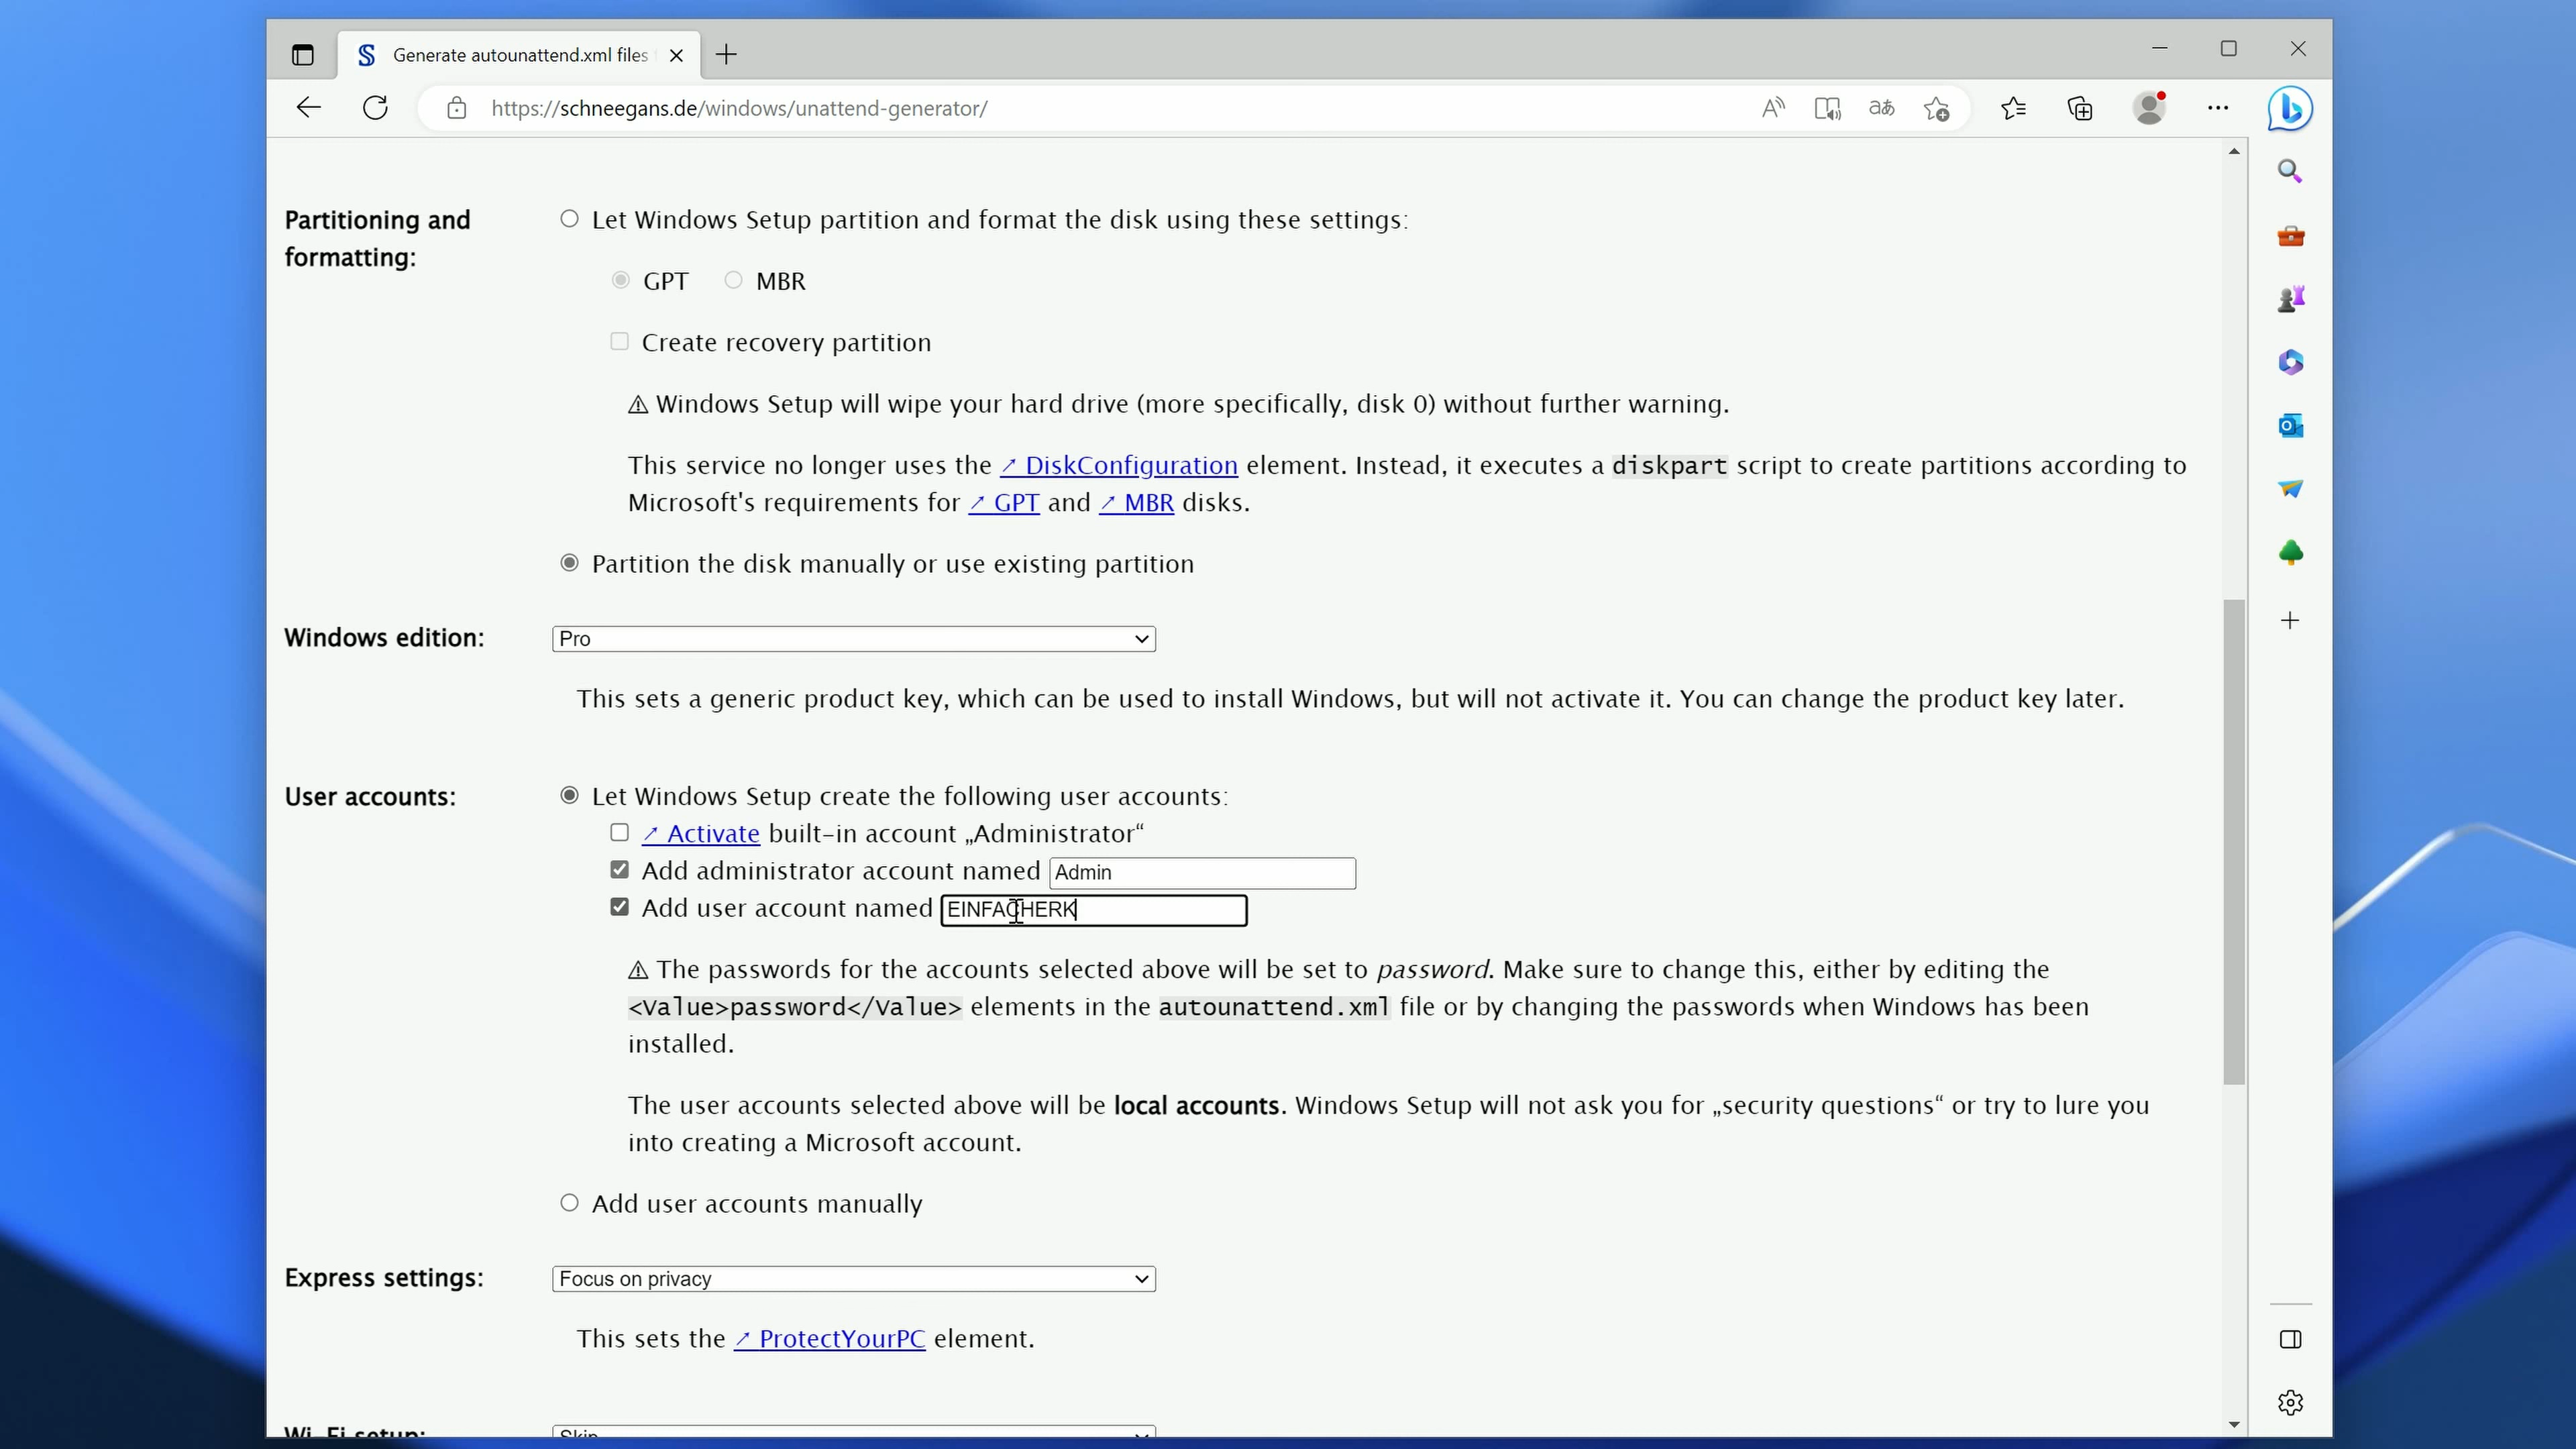 Generate autounattend.xml files
https://schneegans.de/windows/unattend-generator/
Partitioning and
formatting:
Let Windows Setup partition and format the disk using these settings:
GPT MBR
Create recovery partition
⚠ Windows Setup will wipe your hard drive (more specifically, disk 0) without further warning.
This service no longer uses the ↗ DiskConfiguration element. Instead, it executes a diskpart script to create partitions according to
Microsoft's requirements for ↗ GPT and ↗ MBR disks.
Partition the disk manually or use existing partition
Windows edition: Pro
This sets a generic product key, which can be used to install Windows, but will not activate it. You can change the product key later.
User accounts: Let Windows Setup create the following user accounts:
↗ Activate built-in account „Administrator“
Add administrator account named Admin
Add user account named EINFACHERK
⚠ The passwords for the accounts selected above will be set to password. Make sure to change this, either by editing the
<Value>password</Value> elements in the autounattend.xml file or by changing the passwords when Windows has been
installed.
The user accounts selected above will be local accounts. Windows Setup will not ask you for „security questions“ or try to lure you
into creating a Microsoft account.
Add user accounts manually
Express settings: Focus on privacy
This sets the ↗ ProtectYourPC element.
Wi-Fi setup: Skip